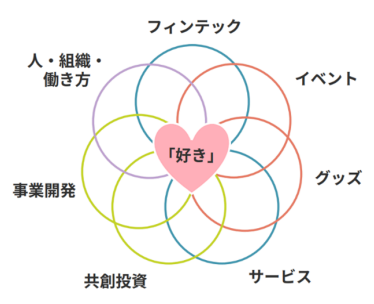 フィンテック
人・組織・
働き方
イベント
「好き」
グッズ
事業開発
サービス
共創投資